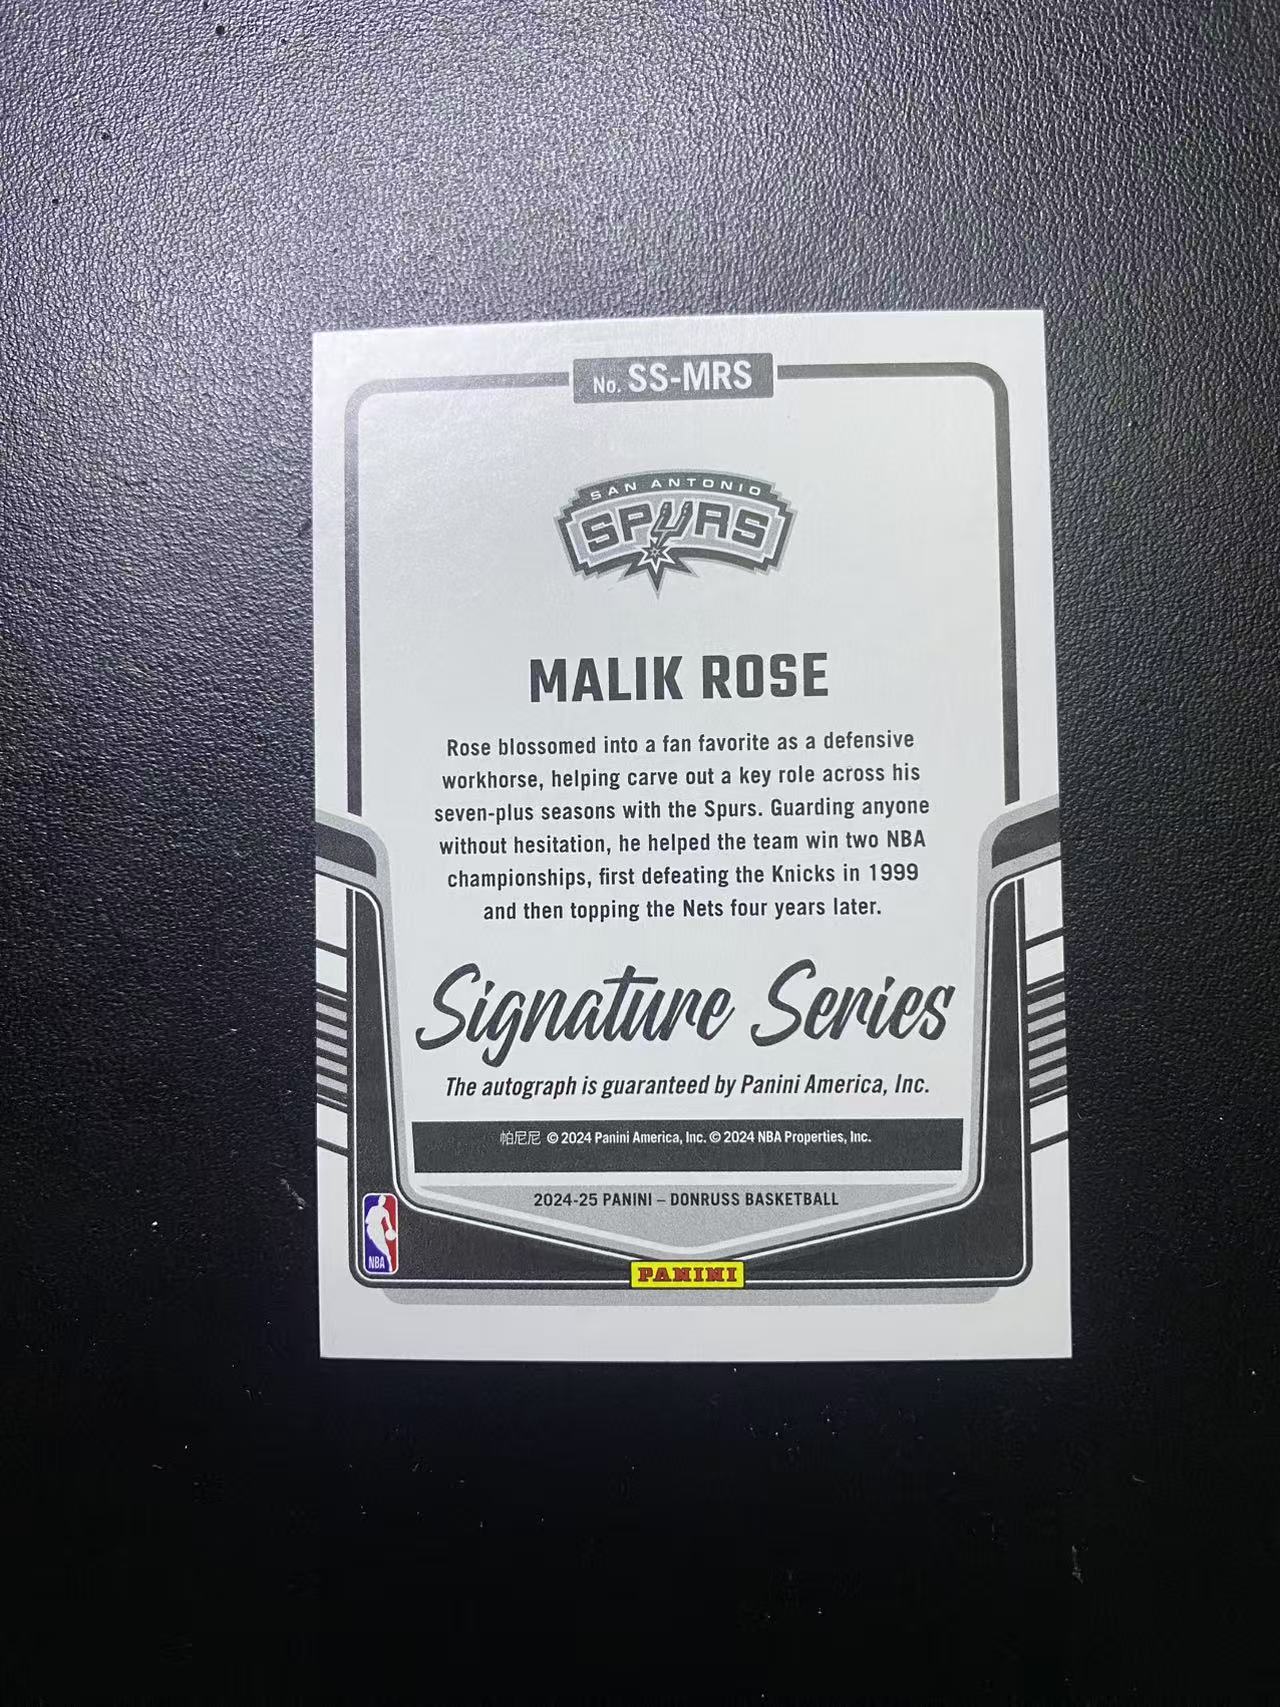 No. SS-MRS
SAN ANTONIO
SPURS
MALIK ROSE
Rose blossomed into a fan favorite as a defensive
workhorse, helping carve out a key role across his
seven-plus seasons with the Spurs. Guarding anyone
without hesitation, he helped the team win two NBA
championships, first defeating the Knicks in 1999
and then topping the Nets four years later.
Signature Series
The autograph is guaranteed by Panini America, Inc.
帕尼尼 © 2024 Panini America, Inc. © 2024 NBA Properties, Inc.
2024-25 PANINI – DONRUSS BASKETBALL
NBA
PANINI